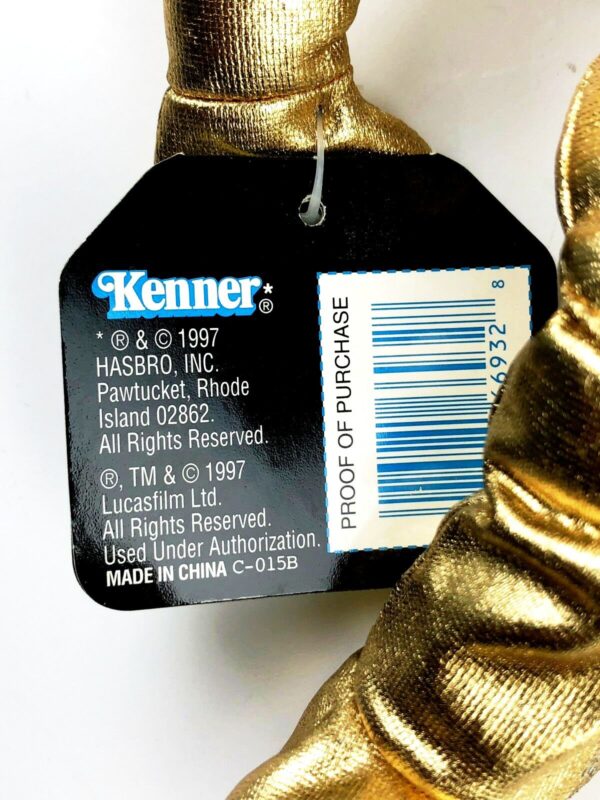 Kenner®*
* ® & © 1997
HASBRO, INC.
Pawtucket, Rhode
Island 02862.
All Rights Reserved.
®, TM & © 1997
Lucasfilm Ltd.
All Rights Reserved.
Used Under Authorization.
MADE IN CHINA C-015B
PROOF OF PURCHASE
66932 8